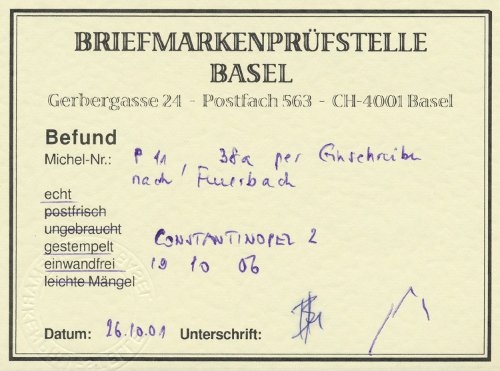 BRIEFMARKENPRÜFSTELLE
BASEL
Gerbergasse 24 - Postfach 563 - CH-4001 Basel
Befund
Michel-Nr.: P 11, 38a per Einschreiben
nach Feuerbach
echt
postfrisch
ungebraucht
gestempelt CONSTANTINOPEL 2
einwandfrei 19 10 06
leichte Mängel
Datum: 26.10.01 Unterschrift: